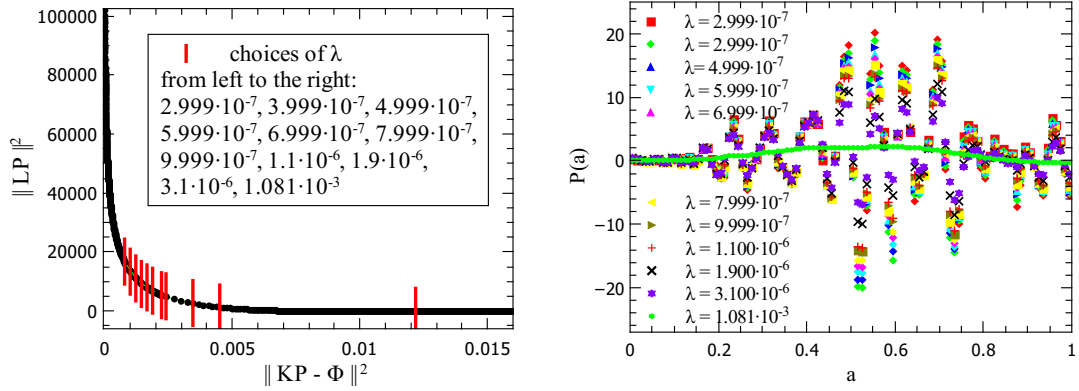 100000
80000
60000
40000
20000
0
|| LP ||²
choices of λ
from left to the right:
2.999·10⁻⁷, 3.999·10⁻⁷, 4.999·10⁻⁷,
5.999·10⁻⁷, 6.999·10⁻⁷, 7.999·10⁻⁷,
9.999·10⁻⁷, 1.1·10⁻⁶, 1.9·10⁻⁶,
3.1·10⁻⁶, 1.081·10⁻³
0 0.005 0.01 0.015
|| KP - Φ ||²
20
10
0
−10
−20
P(a)
λ = 2.999·10⁻⁷
λ = 2.999·10⁻⁷
λ = 4.999·10⁻⁷
λ = 5.999·10⁻⁷
λ = 6.999·10⁻⁷
λ = 7.999·10⁻⁷
λ = 9.999·10⁻⁷
λ = 1.100·10⁻⁶
λ = 1.900·10⁻⁶
λ = 3.100·10⁻⁶
λ = 1.081·10⁻³
0 0.2 0.4 0.6 0.8 1
a